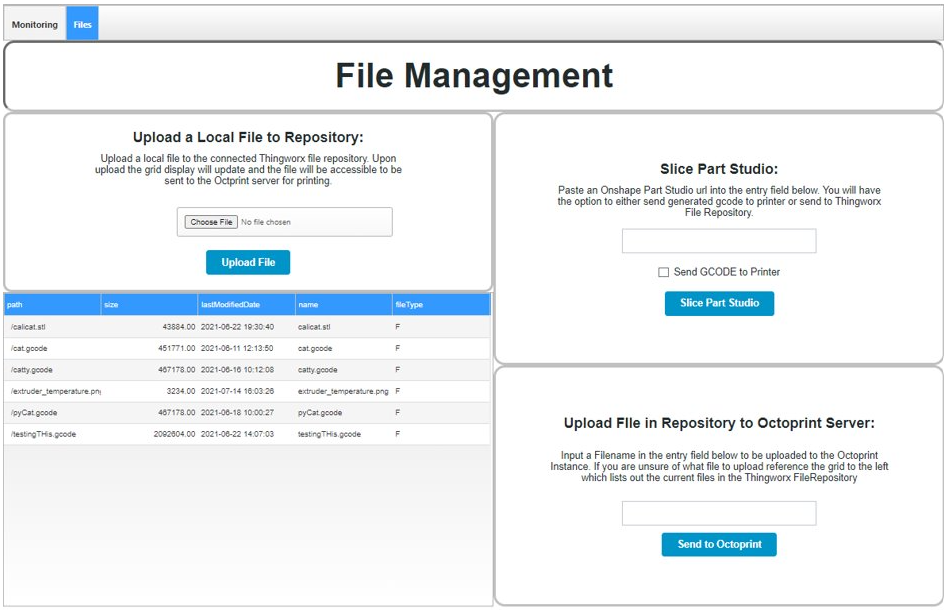 Monitoring Files
File Management
Upload a Local File to Repository:
Upload a local file to the connected Thingworx file repository. Upon
upload the grid display will update and the file will be accessible to be
sent to the Octprint server for printing.
Choose File No file chosen
Upload File
path size lastModifiedDate name fileType
/calicat.stl 43884.00 2021-06-22 19:30:40 calicat.stl F
/cat.gcode 451771.00 2021-06-11 12:13:50 cat.gcode F
/catty.gcode 467178.00 2021-06-16 10:12:08 catty.gcode F
/extruder_temperature.pn 3234.00 2021-07-14 16:03:26 extruder_temperature.png F
/pyCat.gcode 467178.00 2021-06-18 10:00:27 pyCat.gcode F
/testingTHis.gcode 2092604.00 2021-06-22 14:07:03 testingTHis.gcode F
Slice Part Studio:
Paste an Onshape Part Studio url into the entry field below. You will have
the option to either send generated gcode to printer or send to Thingworx
File Repository.
Send GCODE to Printer
Slice Part Studio
Upload FIle in Repository to Octoprint Server:
Input a Filename in the entry field below to be uploaded to the Octoprint
Instance. If you are unsure of what file to upload reference the grid to the left
which lists out the current files in the Thingworx FileRepository
Send to Octoprint